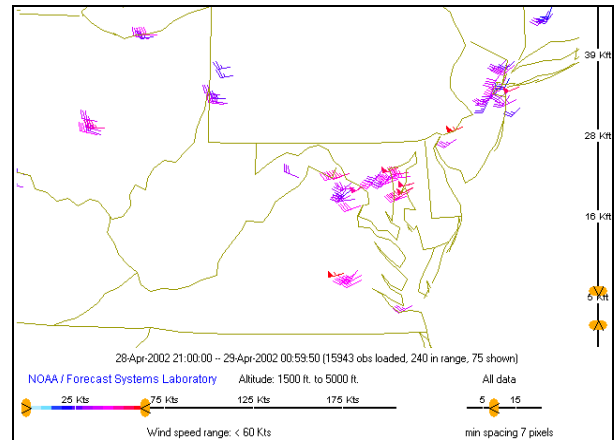 39 Kft
28 Kft
16 Kft
5 Kft
28-Apr-2002 21:00:00 -- 29-Apr-2002 00:59:50 (15943 obs loaded, 240 in range, 75 shown)
NOAA / Forecast Systems Laboratory Altitude: 1500 ft. to 5000 ft. All data
25 Kts 75 Kts 125 Kts 175 Kts 5 15
Wind speed range: < 60 Kts min spacing 7 pixels